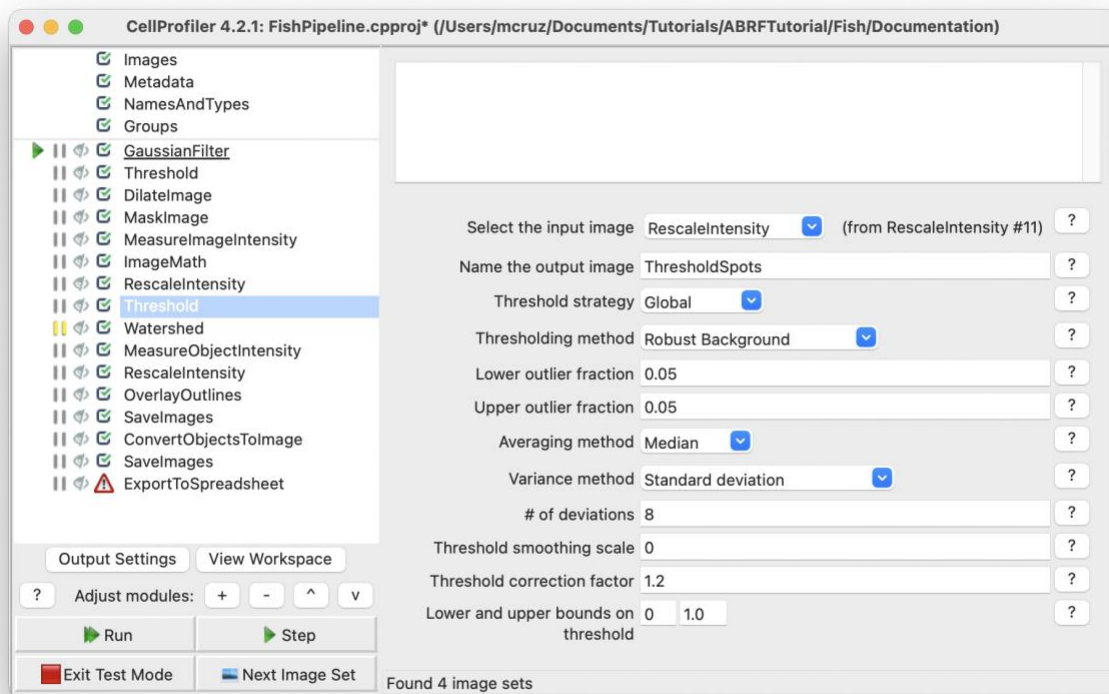 CellProfiler 4.2.1: FishPipeline.cpproj* (/Users/mcruz/Documents/Tutorials/ABRFTutorial/Fish/Documentation)
Images
Metadata
NamesAndTypes
Groups
GaussianFilter
Threshold
DilateImage
MaskImage
MeasureImageIntensity
ImageMath
RescaleIntensity
Threshold
Watershed
MeasureObjectIntensity
RescaleIntensity
OverlayOutlines
SaveImages
ConvertObjectsToImage
SaveImages
ExportToSpreadsheet
Output Settings View Workspace
? Adjust modules: + - ^ v
Run Step
Exit Test Mode Next Image Set
Select the input image RescaleIntensity (from RescaleIntensity #11) ?
Name the output image ThresholdSpots ?
Threshold strategy Global ?
Thresholding method Robust Background ?
Lower outlier fraction 0.05 ?
Upper outlier fraction 0.05 ?
Averaging method Median ?
Variance method Standard deviation ?
# of deviations 8 ?
Threshold smoothing scale 0 ?
Threshold correction factor 1.2 ?
Lower and upper bounds on 0 1.0 ?
threshold
Found 4 image sets